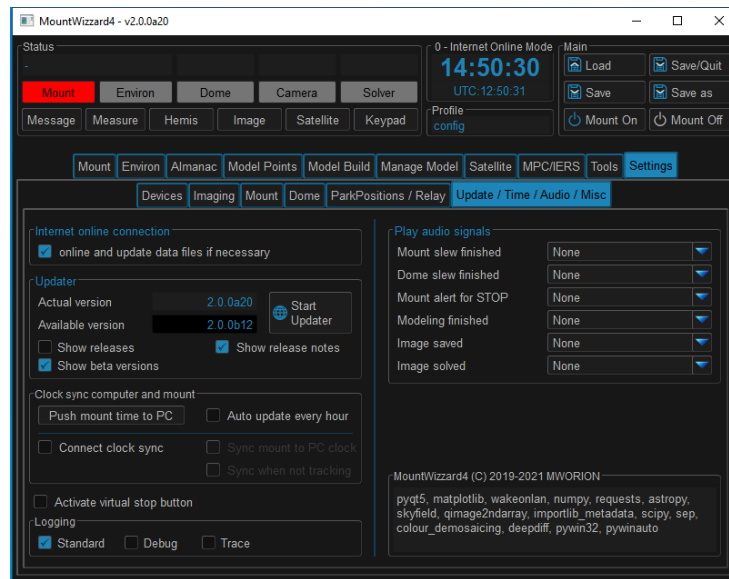 MountWizzard4 - v2.0.0a20
Status
-
Mount Environ Dome Camera Solver
Message Measure Hemis Image Satellite Keypad
0 - Internet Online Mode
14:50:30
UTC:12:50:31
Profile
config
Main
Load Save/Quit
Save Save as
Mount On Mount Off
Mount Environ Almanac Model Points Model Build Manage Model Satellite MPC/IERS Tools Settings
Devices Imaging Mount Dome ParkPositions / Relay Update / Time / Audio / Misc
Internet online connection
online and update data files if necessary
Updater
Actual version 2.0.0a20
Available version 2.0.0b12
Start
Updater
Show releases Show release notes
Show beta versions
Clock sync computer and mount
Push mount time to PC Auto update every hour
Connect clock sync Sync mount to PC clock
Sync when not tracking
Activate virtual stop button
Logging
Standard Debug Trace
Play audio signals
Mount slew finished None
Dome slew finished None
Mount alert for STOP None
Modeling finished None
Image saved None
Image solved None
MountWizzard4 (C) 2019-2021 MWORION
pyqt5, matplotlib, wakeonlan, numpy, requests, astropy,
skyfield, qimage2ndarray, importlib_metadata, scipy, sep,
colour_demosaicing, deepdiff, pywin32, pywinauto